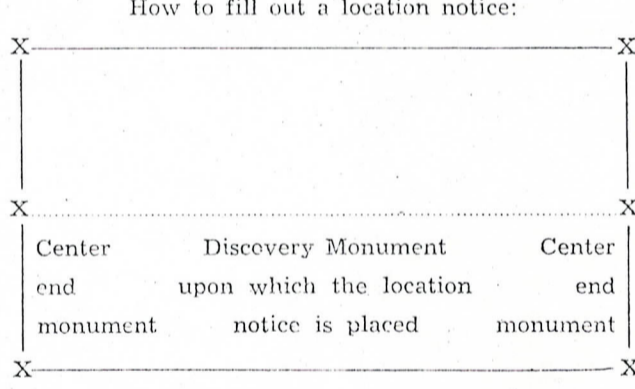 How to fill out a location notice:
X X
X X
Center Discovery Monument Center
end upon which the location end
monument notice is placed monument
X X